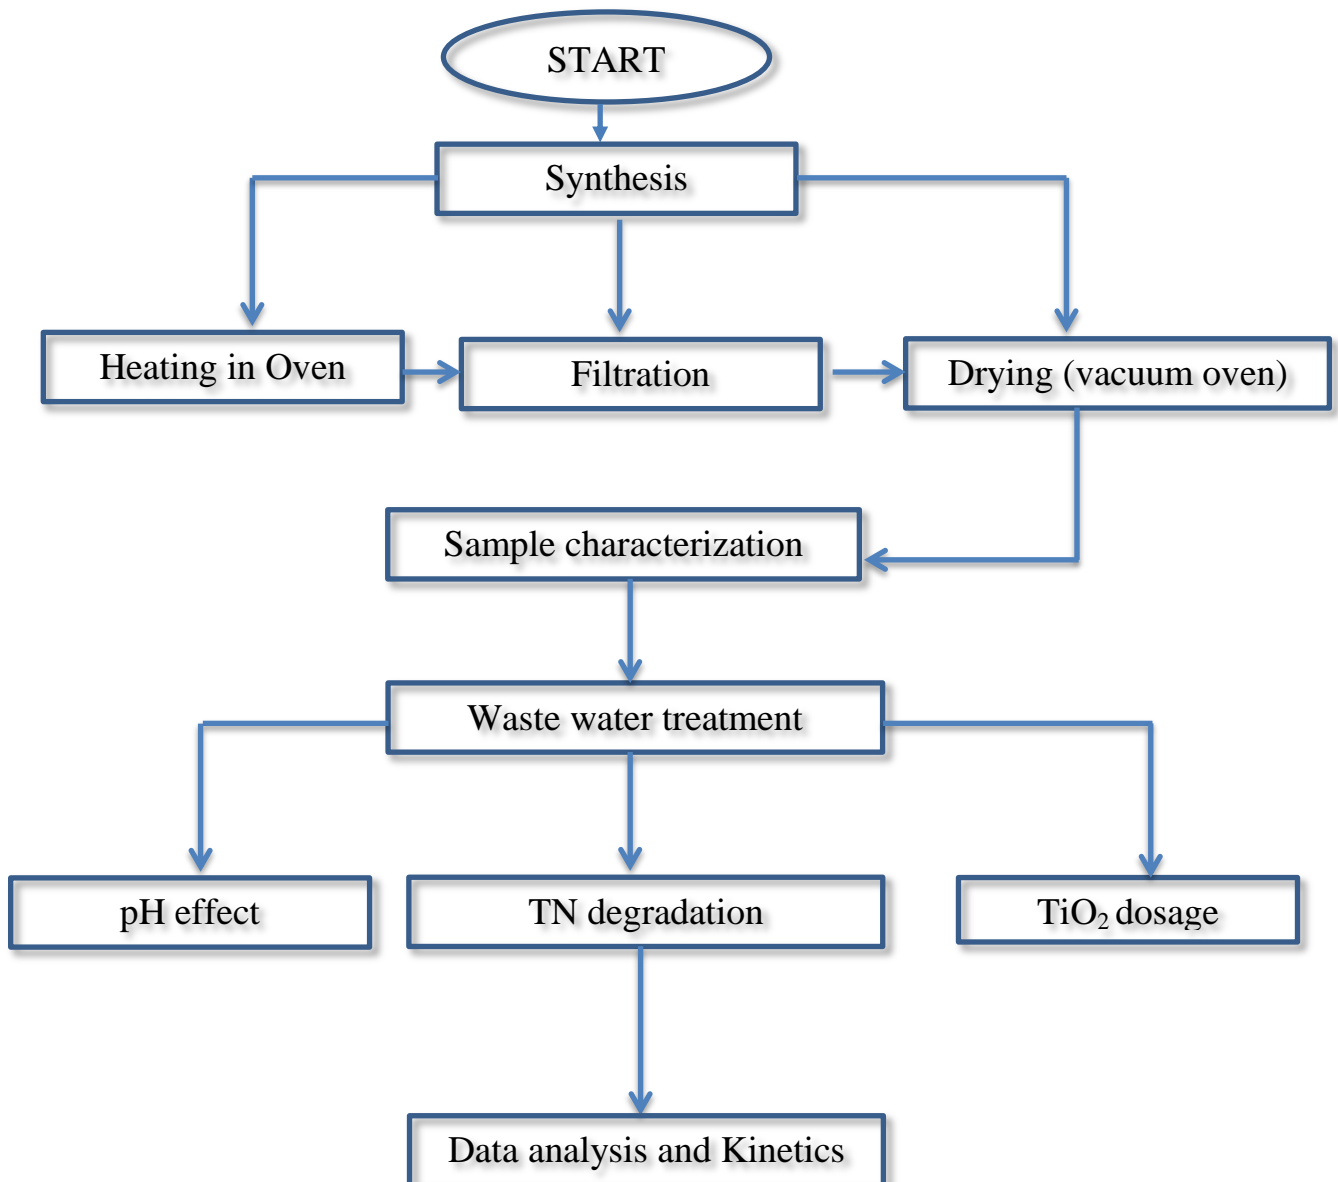 START
Synthesis
Heating in Oven
Filtration
Drying (vacuum oven)
Sample characterization
Waste water treatment
pH effect
TN degradation
TiO₂ dosage
Data analysis and Kinetics